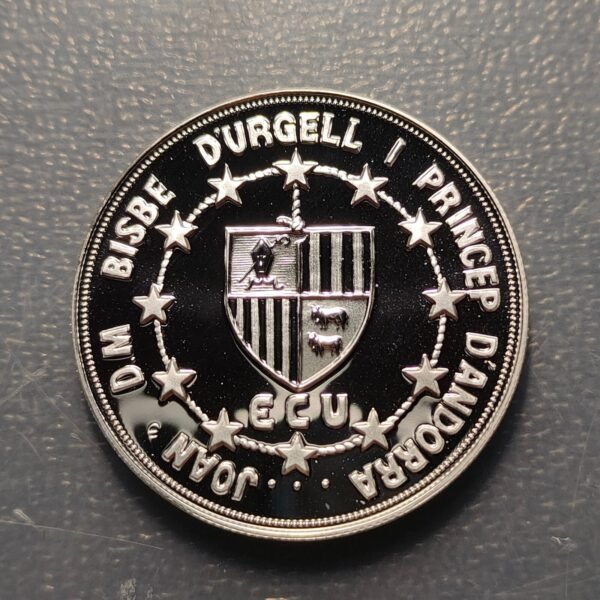 JOAN, D.M. BISBE D'URGELL I PRINCEP D'ANDORRA
ECU